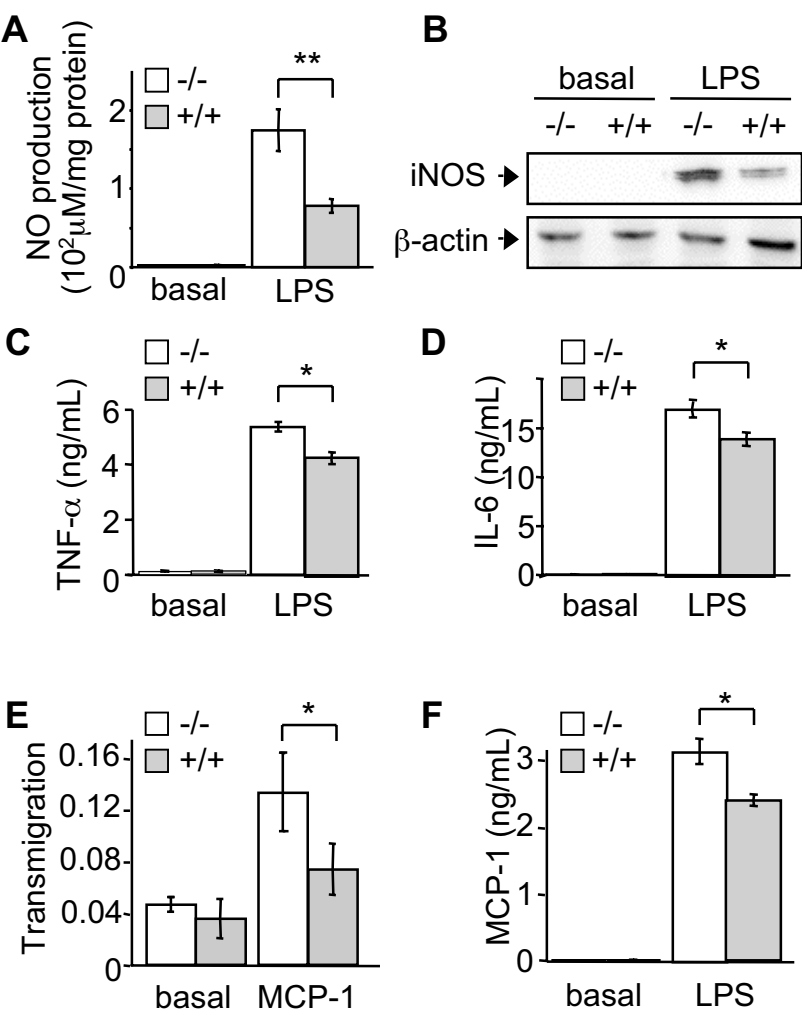 A
NO production
(10²μM/mg protein)
-/-
+/+
**
2
1
0
basal LPS
B
basal LPS
-/- +/+ -/- +/+
iNOS
β-actin
C
TNF-α (ng/mL)
-/-
+/+
*
6
4
2
0
basal LPS
D
IL-6 (ng/mL)
-/-
+/+
*
15
10
5
0
basal LPS
E
Transmigration
-/-
+/+
*
0.16
0.12
0.08
0.04
0
basal MCP-1
F
MCP-1 (ng/mL)
-/-
+/+
*
3
2
1
0
basal LPS